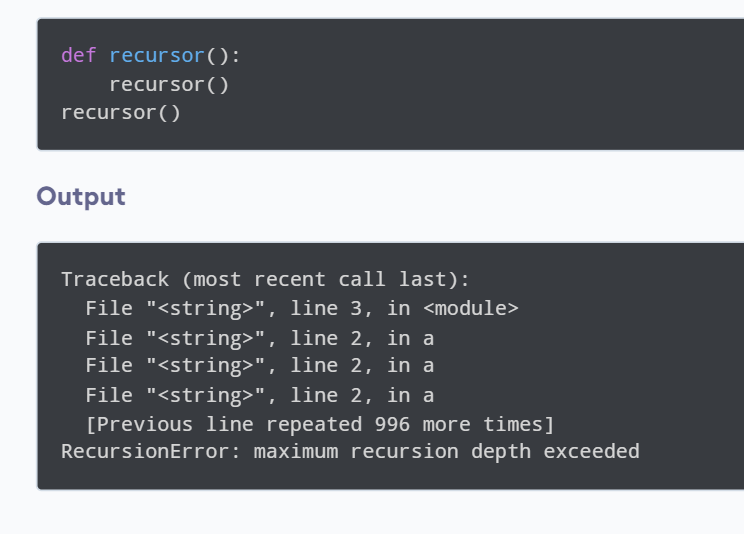 def recursor():
    recursor()
recursor()
Output
Traceback (most recent call last):
  File "<string>", line 3, in <module>
  File "<string>", line 2, in a
  File "<string>", line 2, in a
  File "<string>", line 2, in a
  [Previous line repeated 996 more times]
RecursionError: maximum recursion depth exceeded